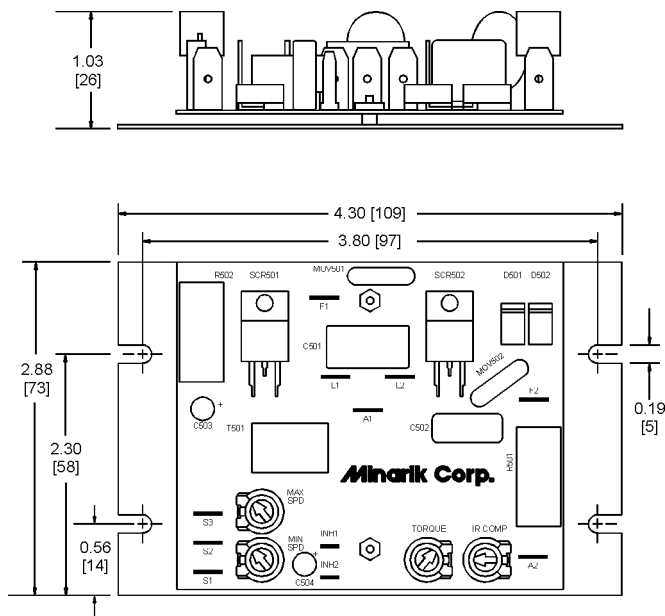 1.03
[26]
4.30 [109]
3.80 [97]
R502
SCR501
MOV501
SCR502
D501
D502
F1
C501
L1
L2
MOV502
F2
2.88
[73]
0.19
[5]
C503
+
T501
A1
C502
R501
2.30
[58]
Minarik Corp.
MAX
SPD
S3
TORQUE
IR COMP
0.56
[14]
S2
MIN
SPD
INH1
+
S1
C504
INH2
A2